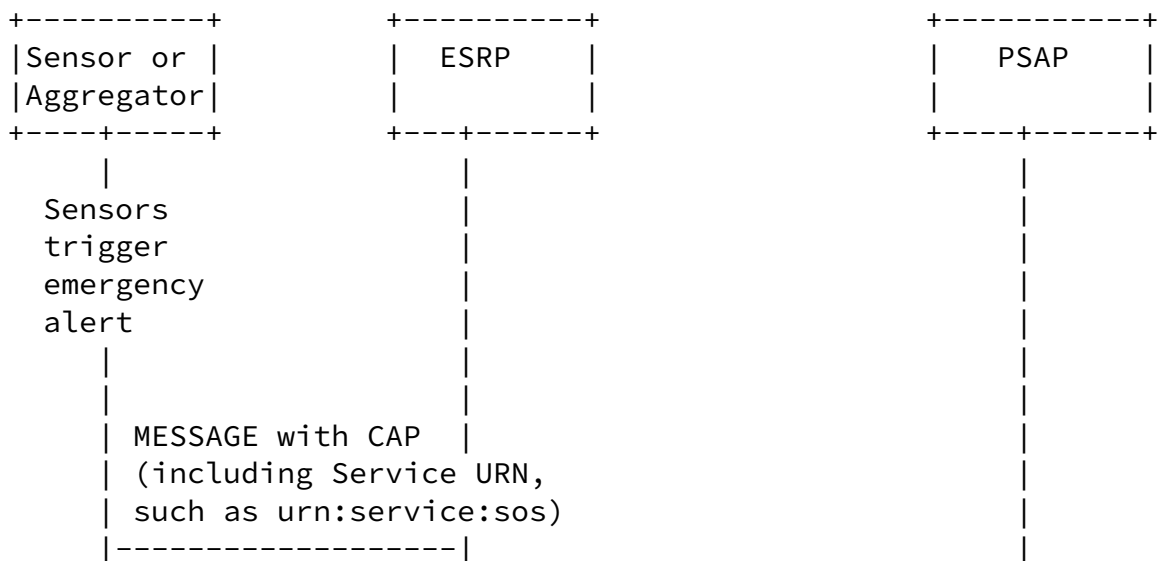 +----------+ +----------+ +-----------+
|Sensor or | | ESRP | | PSAP |
|Aggregator| | | | |
+----+-----+ +---+------+ +----+------+
| | |
Sensors | |
trigger | |
emergency | |
alert | |
| | |
| | |
| MESSAGE with CAP | |
| (including Service URN, |
| such as urn:service:sos) |
|-------------------| |